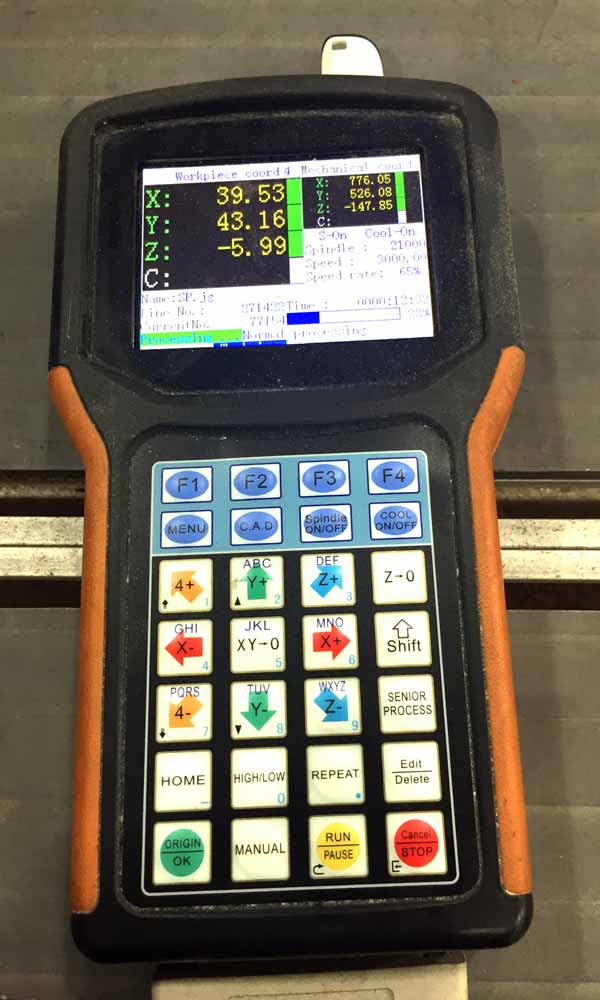 Workpiece coord 4 Mechanical coord
X: 39.53 X: 776.05
Y: 43.16 Y: 526.08
Z: -5.99 Z: -147.85
C: C:
S-On Cool-On
Spindle : 21000
Speed : 3000.00
Speed rate: 65%
Name:SP.jg
Line No.: 271422 Time : 0000:12:32
CurrentNo. 77154 28%
Processing ... Normal processing
F1 F2 F3 F4
MENU C.A.D Spindle ON/OFF COOL ON/OFF
4+ 1 ABC Y+ 2 DEF Z+ 3 Z→0
GHI X- 4 JKL XY→0 5 MNO X+ 6 Shift
PQRS 4- 7 TUV Y- 8 WXYZ Z- 9 SENIOR PROCESS
HOME – HIGH/LOW 0 REPEAT • Edit/Delete
ORIGIN OK MANUAL RUN PAUSE Cancel STOP